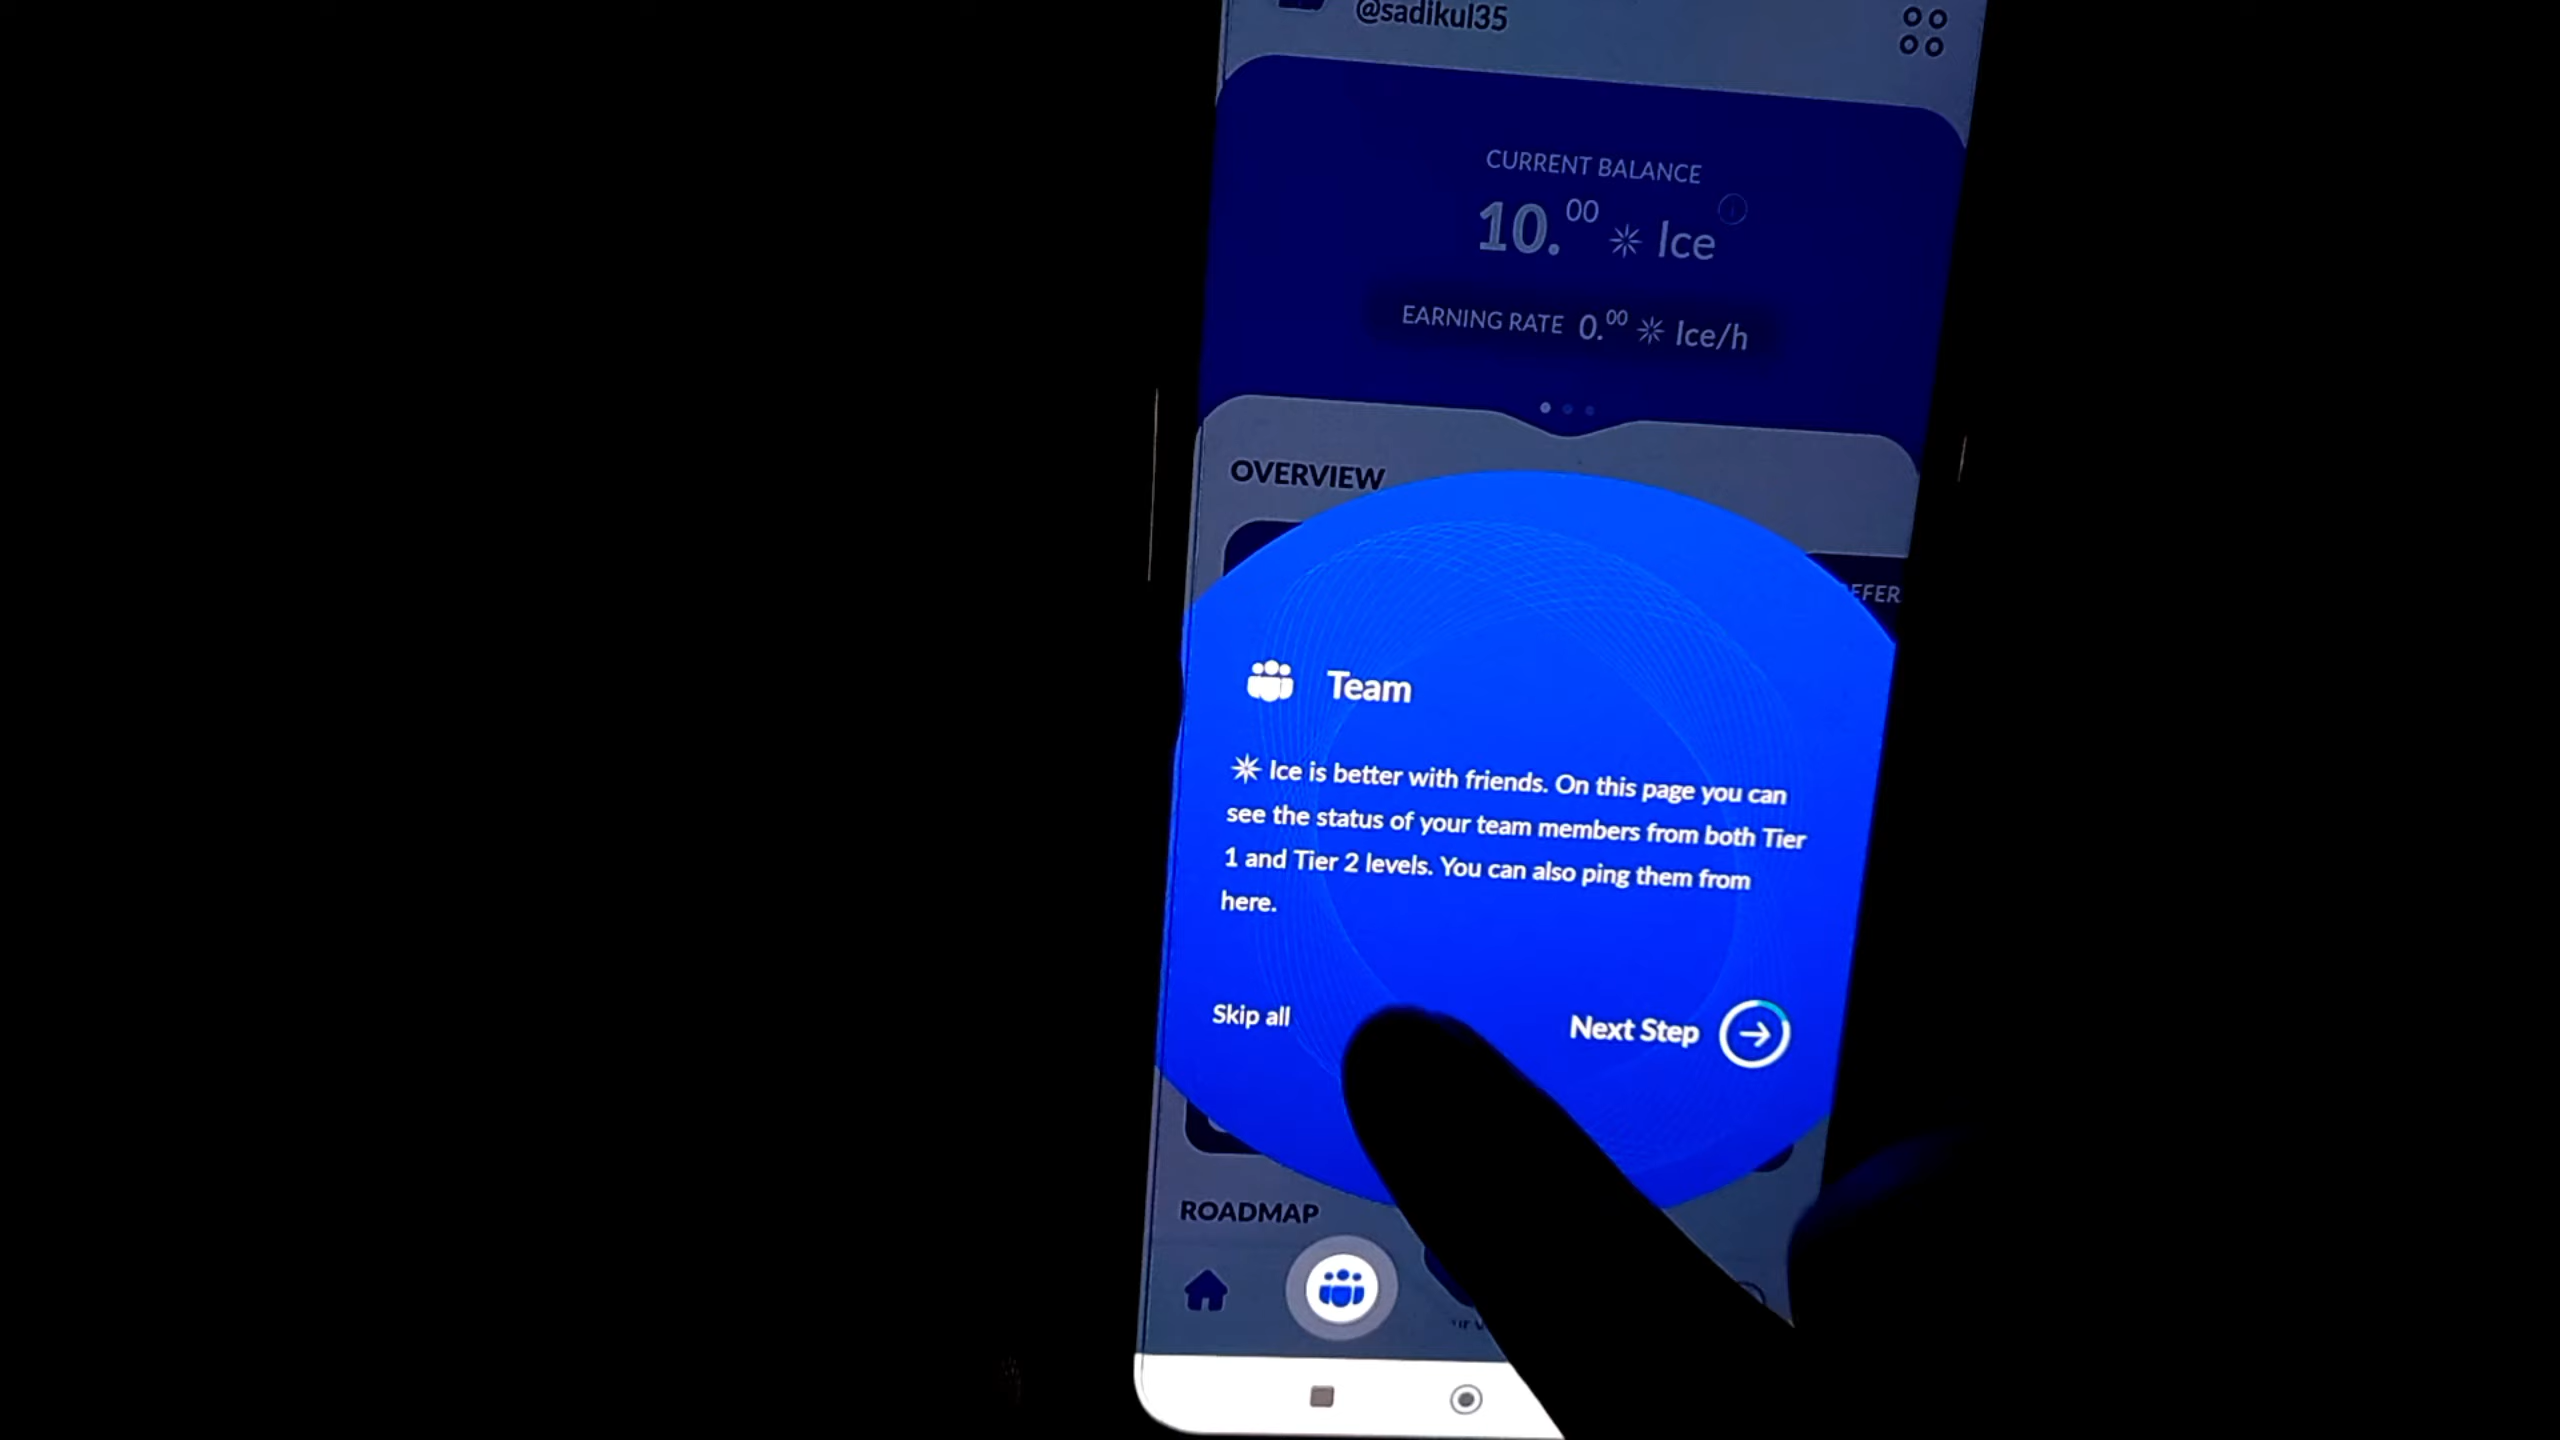 @sadikul35
CURRENT BALANCE
10.00 Ice
EARNING RATE 0.00 Ice/h
OVERVIEW
Team
Ice is better with friends. On this page you can
see the status of your team members from both Tier
1 and Tier 2 levels. You can also ping them from
here.
Skip all
Next Step
ROADMAP